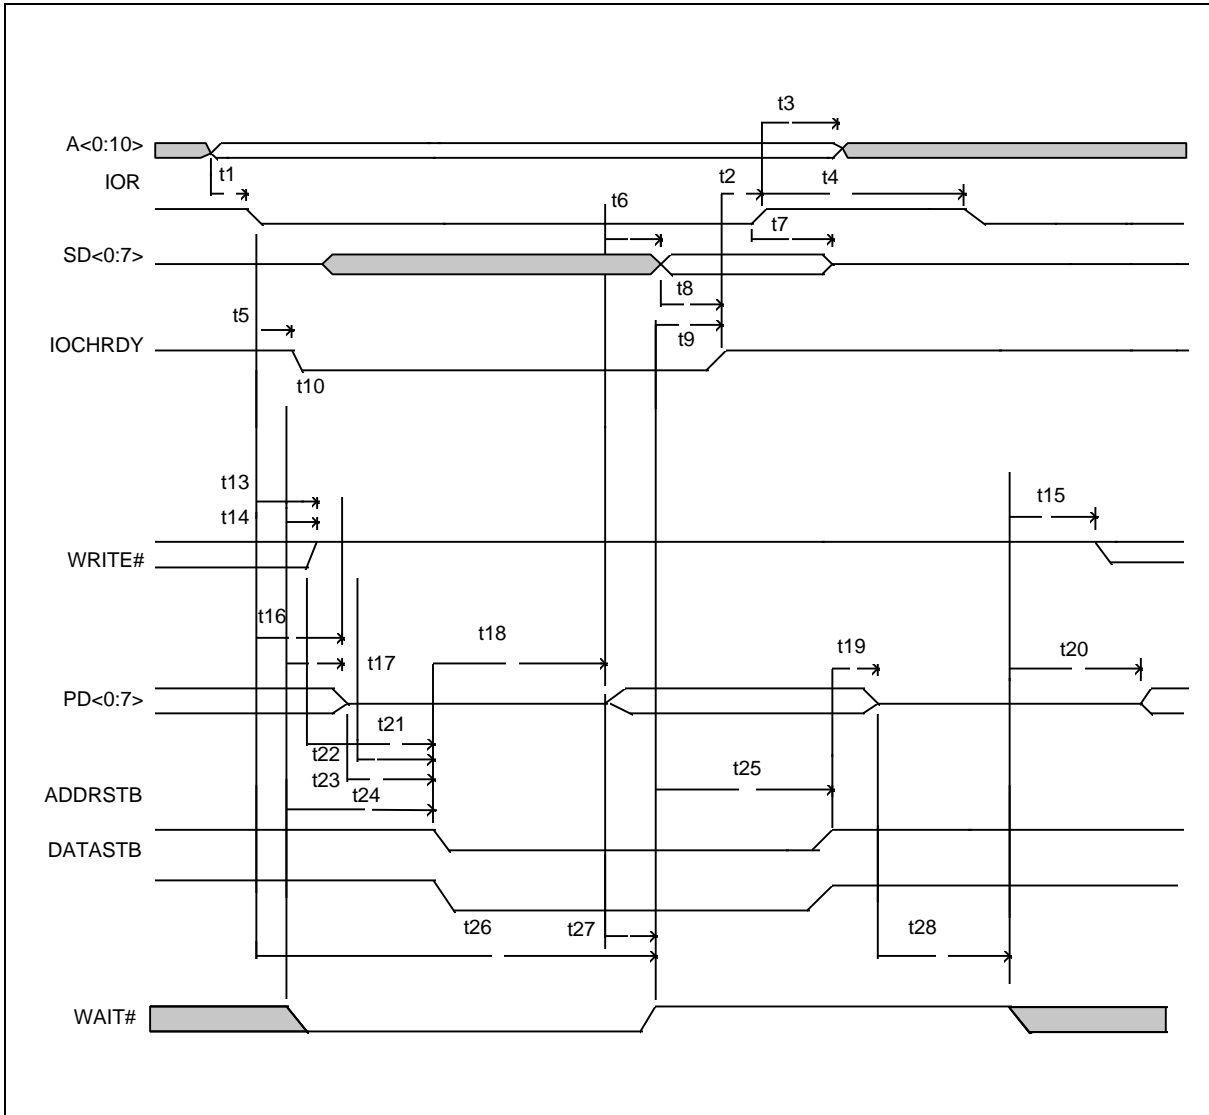 t3
A<0:10>
t1
t2
t4
IOR
t6
t7
SD<0:7>
t8
t5
t9
IOCHRDY
t10
t13
t15
t14
WRITE#
t16
t18
t19
t20
t17
PD<0:7>
t21
t22
t23
t25
t24
ADDRSTB
DATASTB
t26
t27
t28
WAIT#